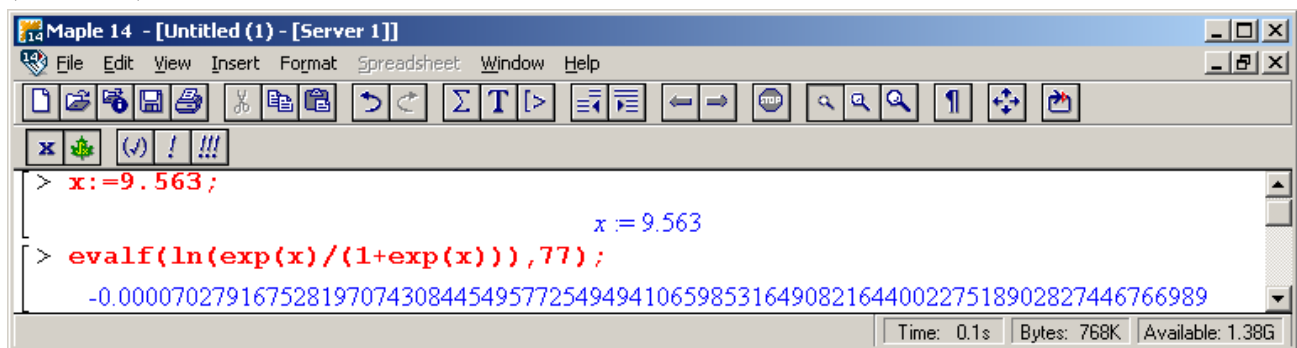 Maple 14 - [Untitled (1) - [Server 1]]
File Edit View Insert Format Spreadsheet Window Help
Σ T [> STOP ¶
x (√) ! !!!
> x:=9.563;
x := 9.563
> evalf(ln(exp(x)/(1+exp(x))),77);
-0.000070279167528197074308445495772549494106598531649082164400227518902827446766989
Time: 0.1s Bytes: 768K Available: 1.38G